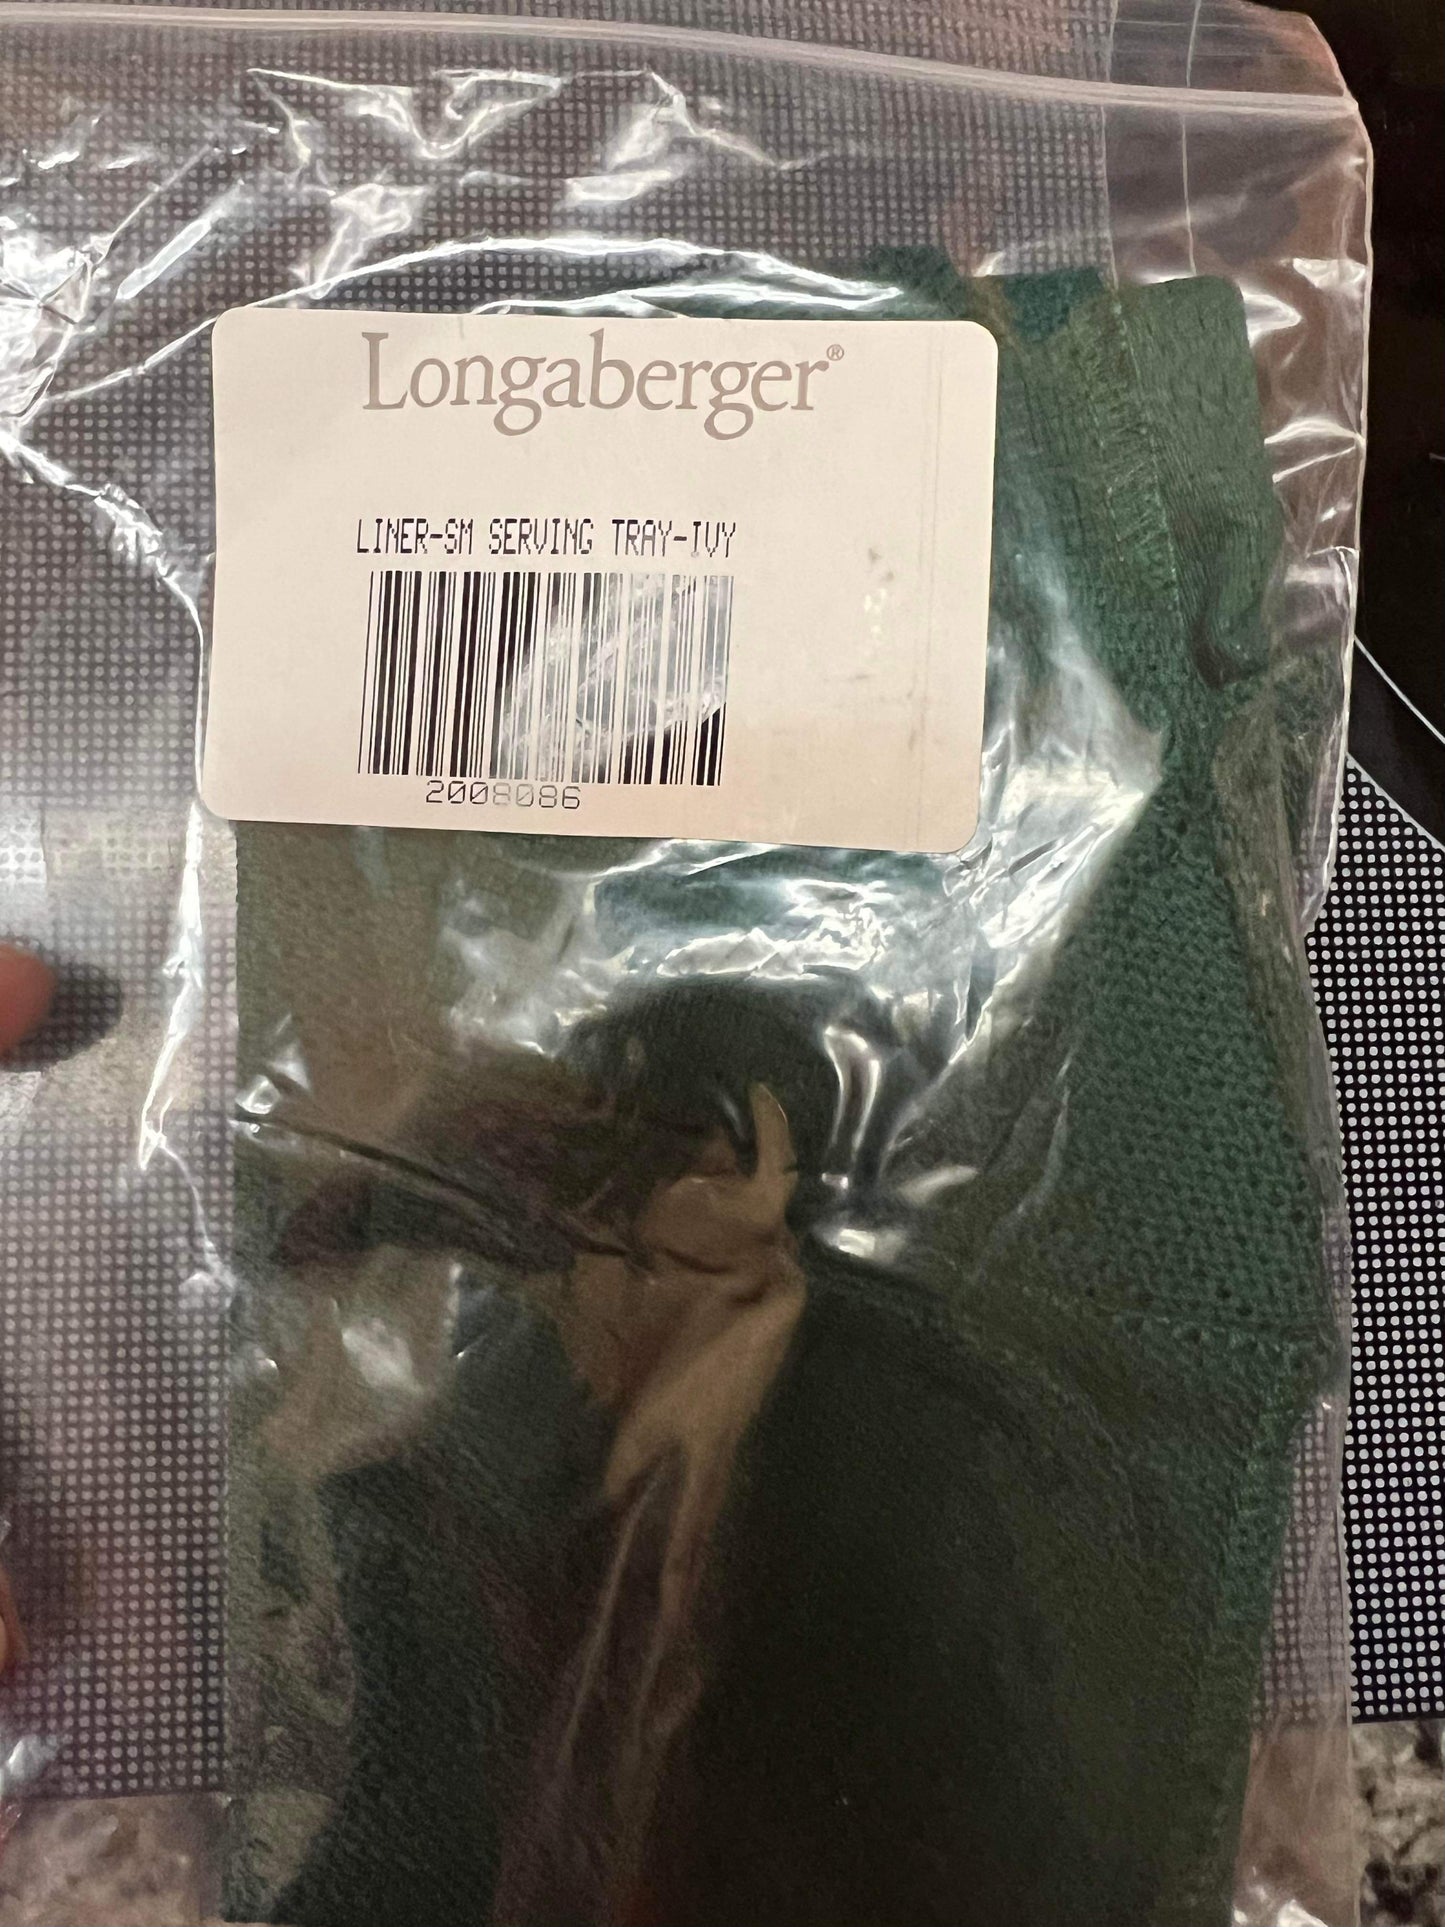 Longaberger®
LINER-SM SERVING TRAY-IVY
2008086